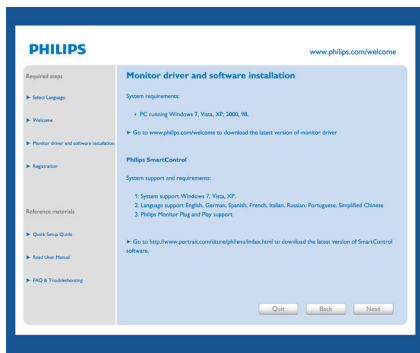 PHILIPS
www.philips.com/welcome
Required steps
► Select Language:
► Welcome
► Monitor driver and software installation
► Registration
Reference materials
► Quick Setup Guide
► Read User Manual
► FAQ & Troubleshooting
Monitor driver and software installation
System requirements:
• PC running Windows 7, Vista, XP, 2000, 98.
► Go to www.philips.com/welcome to download the latest version of monitor driver
Philips SmartControl
System support and requirements:
1. System support Windows 7, Vista, XP.
2. Language support English, German, Spanish, French, Italian, Russian, Portuguese, Simplified Chinese
3. Philips Monitor Plug and Play support
► Go to http://www.portrait.com/dtune/philenu/index.html to download the latest version of SmartControl
software.
Quit
Back
Next